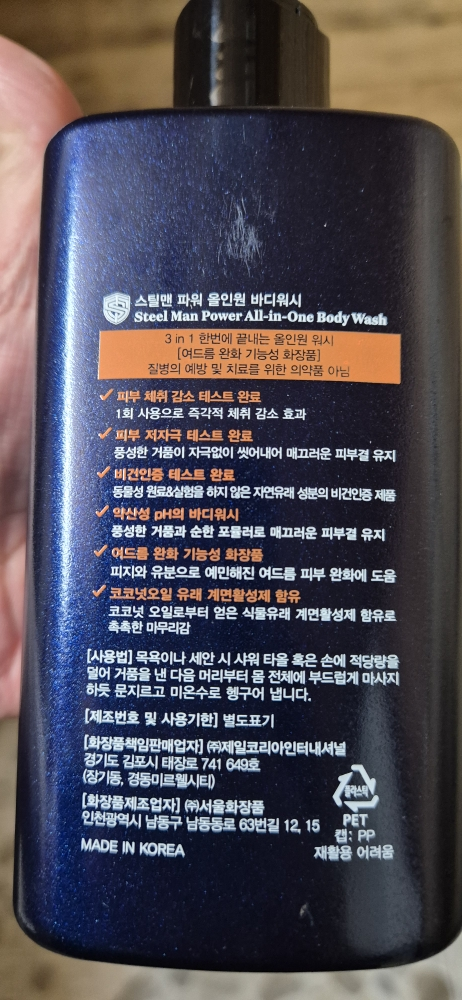 스틸맨 파워 올인원 바디워시
Steel Man Power All-in-One Body Wash
3 in 1 한번에 끝내는 올인원 워시
[여드름 완화 기능성 화장품]
질병의 예방 및 치료를 위한 의약품 아님
피부 체취 감소 테스트 완료
1회 사용으로 즉각적 체취 감소 효과
피부 저자극 테스트 완료
풍성한 거품이 자극없이 씻어내어 매끄러운 피부결 유지
비건인증 테스트 완료
동물성 원료&실험을 하지 않은 자연유래 성분의 비건인증 제품
약산성 pH의 바디워시
풍성한 거품과 순한 포뮬러로 매끄러운 피부결 유지
여드름 완화 기능성 화장품
피지와 유분으로 예민해진 여드름 피부 완화에 도움
코코넛오일 유래 계면활성제 함유
코코넛 오일로부터 얻은 식물유래 계면활성제 함유로
촉촉한 마무리감
[사용법] 목욕이나 세안 시 샤워 타올 혹은 손에 적당량을
덜어 거품을 낸 다음 머리부터 몸 전체에 부드럽게 마사지
하듯 문지르고 미온수로 헹구어 냅니다.
[제조번호 및 사용기한] 별도표기
[화장품책임판매업자] ㈜제일코리아인터내셔널
경기도 김포시 태장로 741 649호
(장기동, 경동미르웰시티)
[화장품제조업자] ㈜서울화장품
인천광역시 남동구 남동동로 63번길 12, 15
MADE IN KOREA
플라스틱
PET
캡: PP
재활용 어려움